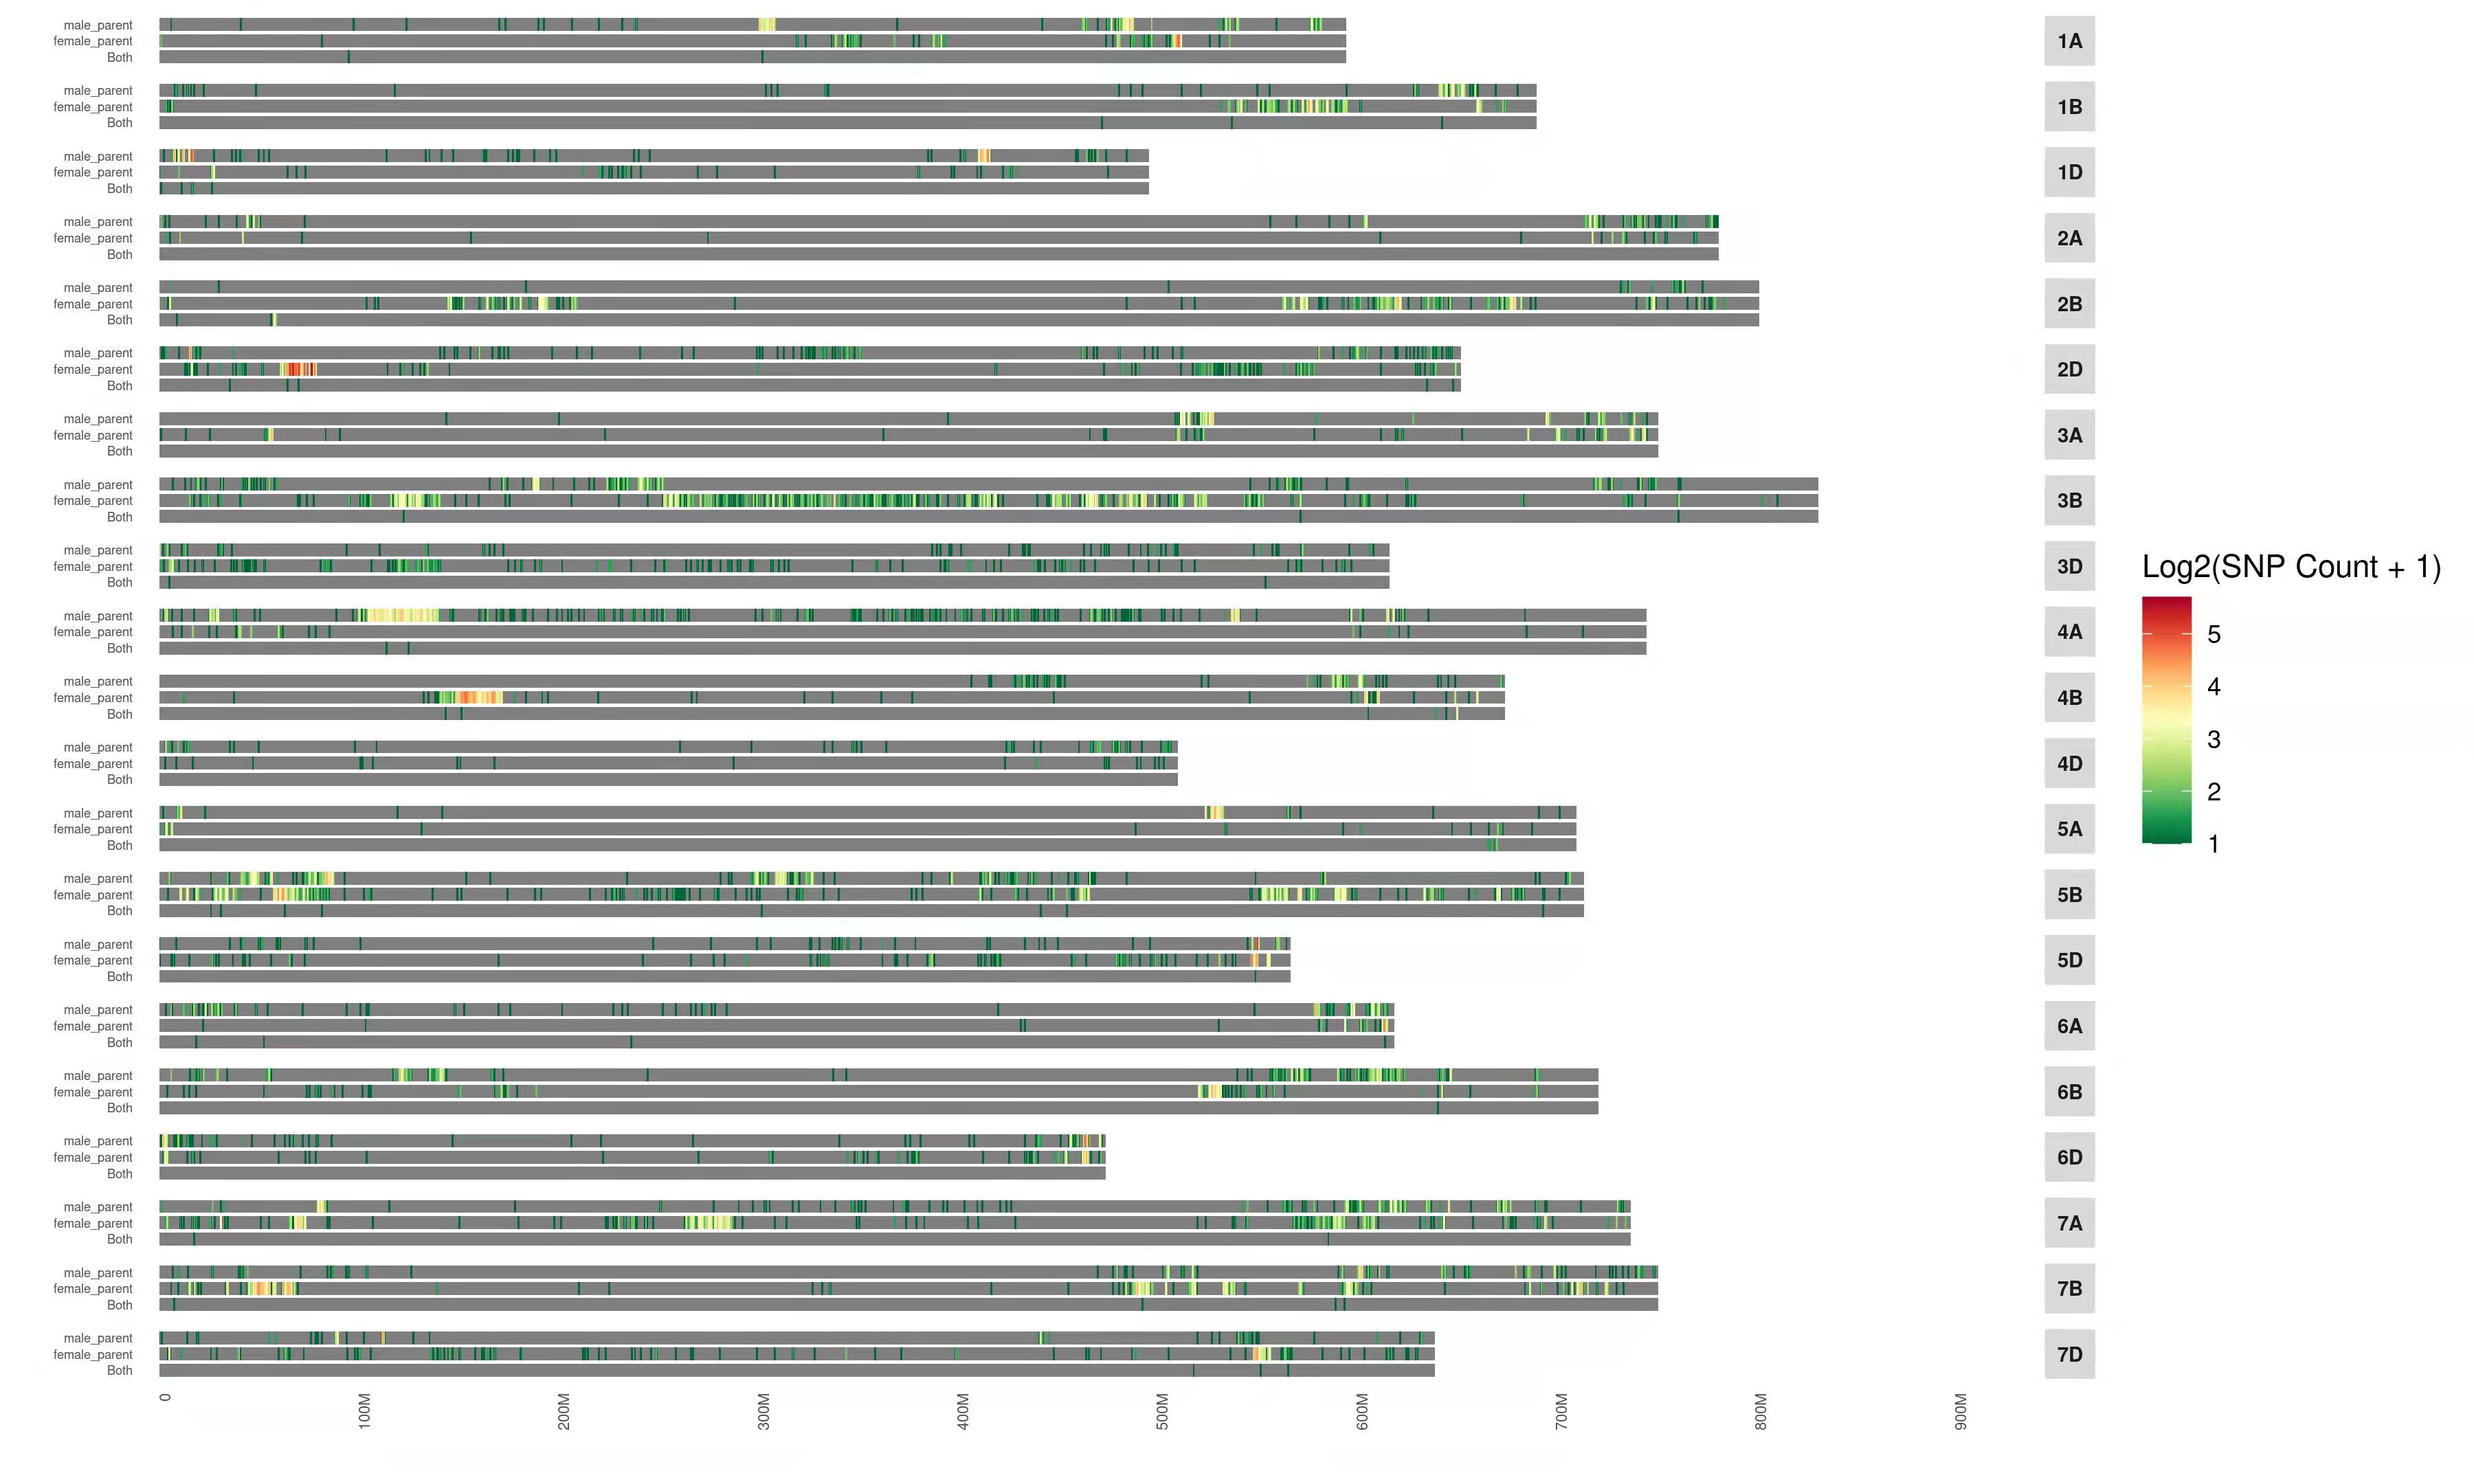 male_parent
female_parent 1A
Both
male_parent
female_parent 1B
Both
male_parent
female_parent 1D
Both
male_parent
female_parent 2A
Both
male_parent
female_parent 2B
Both
male_parent
female_parent 2D
Both
male_parent
female_parent 3A
Both
male_parent
female_parent 3B
Both
male_parent
female_parent 3D
Both
male_parent
female_parent 4A
Both
male_parent
female_parent 4B
Both
male_parent
female_parent 4D
Both
male_parent
female_parent 5A
Both
male_parent
female_parent 5B
Both
male_parent
female_parent 5D
Both
male_parent
female_parent 6A
Both
male_parent
female_parent 6B
Both
male_parent
female_parent 6D
Both
male_parent
female_parent 7A
Both
male_parent
female_parent 7B
Both
male_parent
female_parent 7D
Both
0 100M 200M 300M 400M 500M 600M 700M 800M 900M
Log2(SNP Count + 1)
5
4
3
2
1